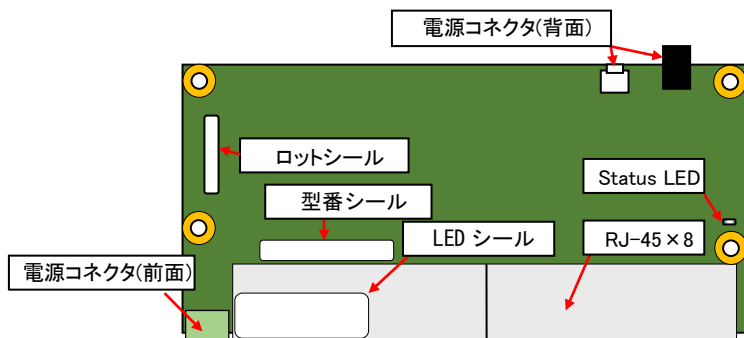 電源コネクタ(背面)
ロットシール
Status LED
型番シール
LED シール
RJ-45×8
電源コネクタ(前面)